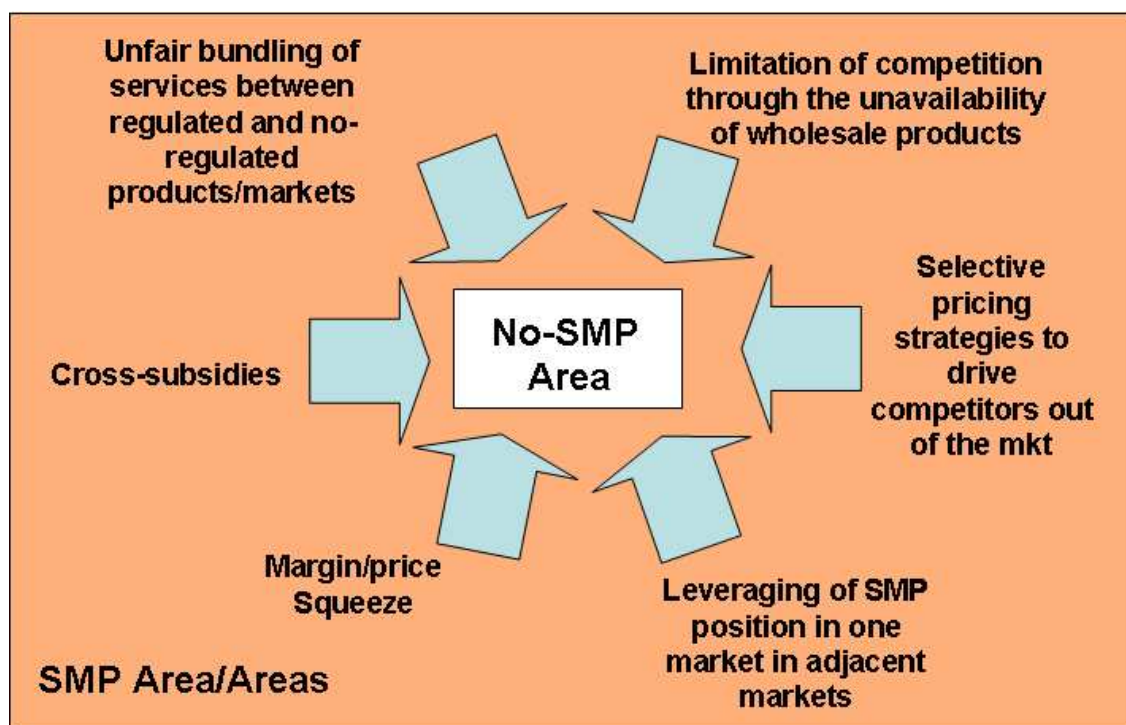 Unfair bundling of
services between
regulated and no-
regulated
products/markets
Limitation of competition
through the unavailability
of wholesale products
Selective
pricing
strategies to
drive
competitors out
of the mkt
No-SMP
Area
Cross-subsidies
Margin/price
Squeeze
Leveraging of SMP
position in one
market in adjacent
markets
SMP Area/Areas